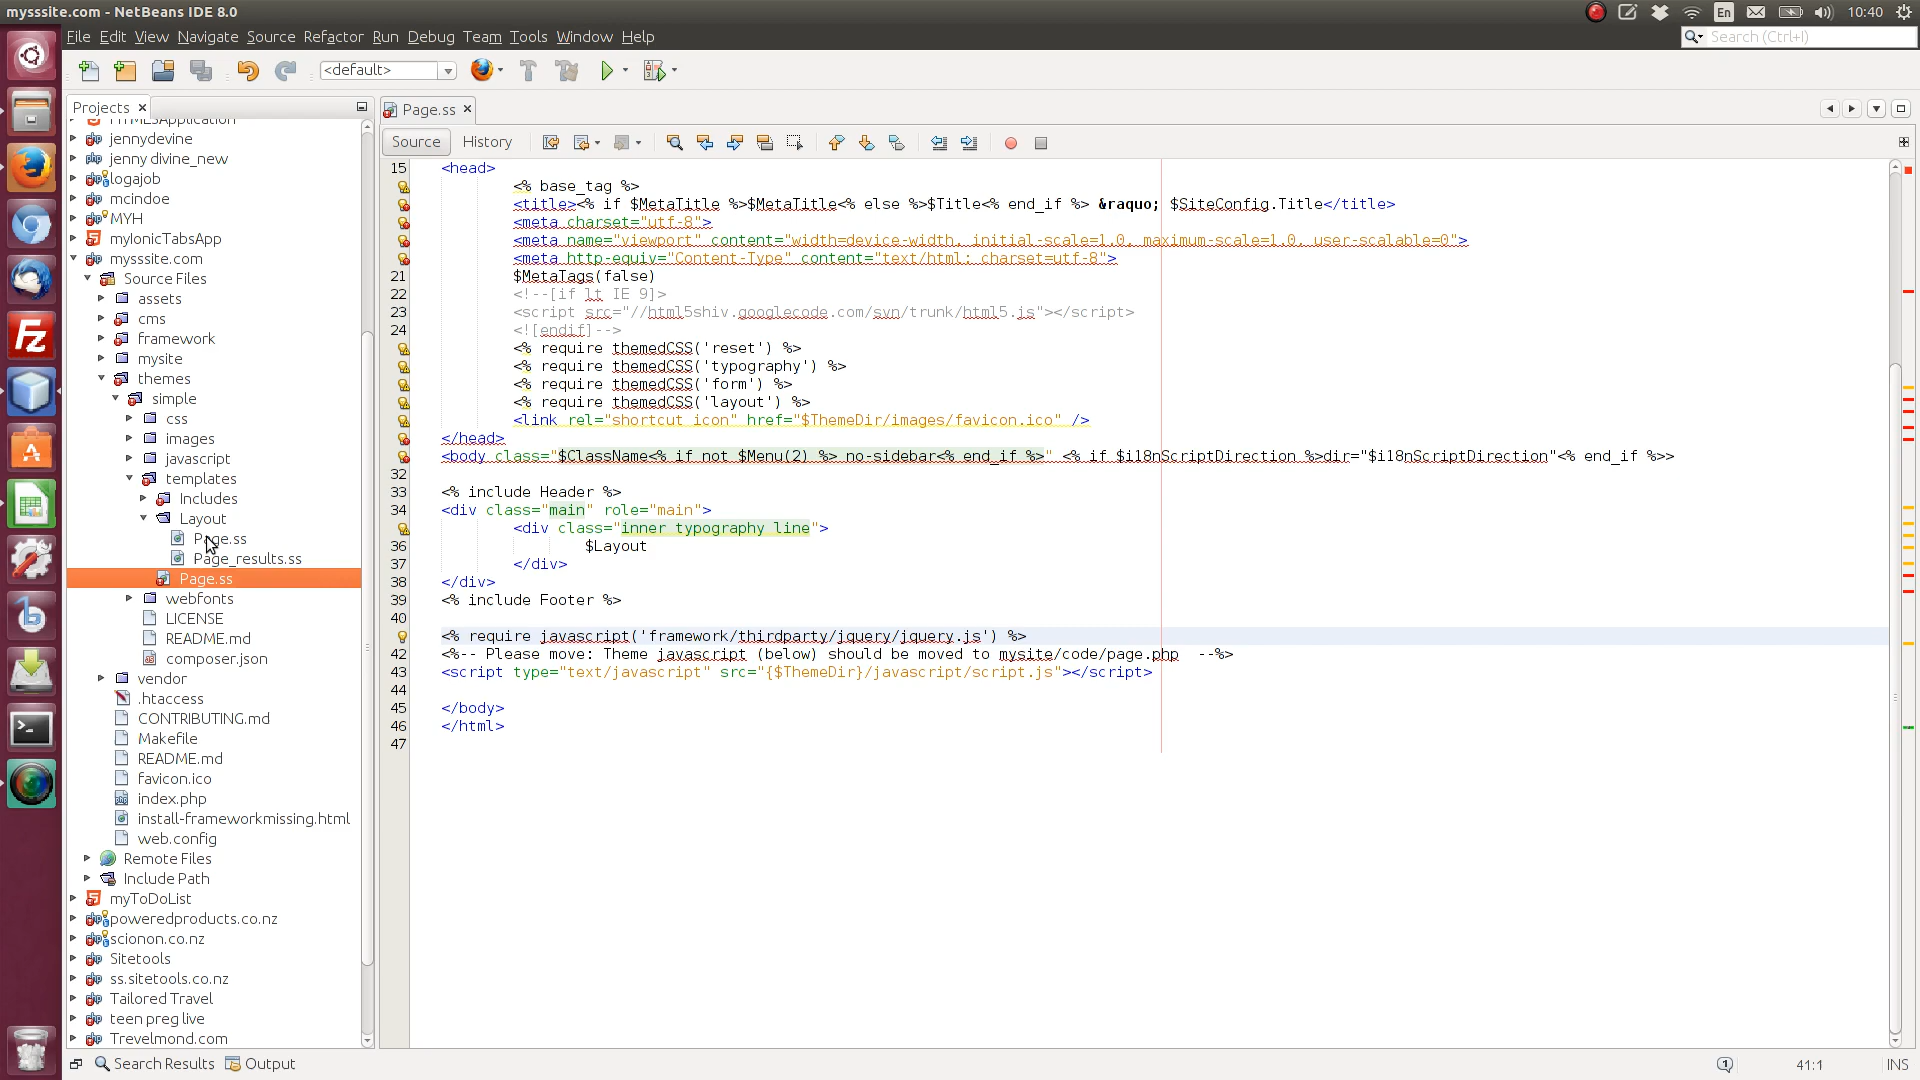 mysssite.com - NetBeans IDE 8.0
En
10:40
File Edit View Navigate Source Refactor Run Debug Team Tools Window Help
Search (Ctrl+I)
<default>
Projects
Page.ss
Source History
HTML5Application
jennydevine
jenny divine_new
logajob
mcindoe
MYH
myIonicTabsApp
mysssite.com
Source Files
assets
cms
framework
mysite
themes
simple
css
images
javascript
templates
Includes
Layout
Page.ss
Page_results.ss
Page.ss
webfonts
LICENSE
README.md
composer.json
vendor
.htaccess
CONTRIBUTING.md
Makefile
README.md
favicon.ico
index.php
install-frameworkmissing.html
web.config
Remote Files
Include Path
myToDoList
poweredproducts.co.nz
scionon.co.nz
Sitetools
ss.sitetools.co.nz
Tailored Travel
teen preg live
Trevelmond.com
15 <head>
<% base_tag %>
<title><% if $MetaTitle %>$MetaTitle<% else %>$Title<% end_if %> &raquo; $SiteConfig.Title</title>
<meta charset="utf-8">
<meta name="viewport" content="width=device-width, initial-scale=1.0, maximum-scale=1.0, user-scalable=0">
<meta http-equiv="Content-Type" content="text/html; charset=utf-8">
21 $MetaTags(false)
22 <!--[if lt IE 9]>
23 <script src="//html5shiv.googlecode.com/svn/trunk/html5.js"></script>
24 <![endif]-->
<% require themedCSS('reset') %>
<% require themedCSS('typography') %>
<% require themedCSS('form') %>
<% require themedCSS('layout') %>
<link rel="shortcut icon" href="$ThemeDir/images/favicon.ico" />
</head>
<body class="$ClassName<% if not $Menu(2) %> no-sidebar<% end_if %>" <% if $i18nScriptDirection %>dir="$i18nScriptDirection"<% end_if %>>
32
33 <% include Header %>
34 <div class="main" role="main">
<div class="inner typography line">
36 $Layout
37 </div>
38 </div>
39 <% include Footer %>
40
<% require javascript('framework/thirdparty/jquery/jquery.js') %>
42 <%-- Please move: Theme javascript (below) should be moved to mysite/code/page.php --%>
43 <script type="text/javascript" src="{$ThemeDir}/javascript/script.js"></script>
44
45 </body>
46 </html>
47
Search Results Output
1
41:1
INS